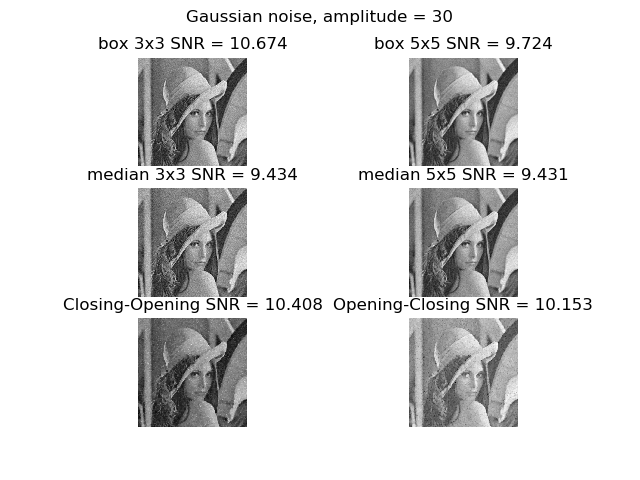 Gaussian noise, amplitude = 30
box 3x3 SNR = 10.674
box 5x5 SNR = 9.724
median 3x3 SNR = 9.434
median 5x5 SNR = 9.431
Closing-Opening SNR = 10.408
Opening-Closing SNR = 10.153